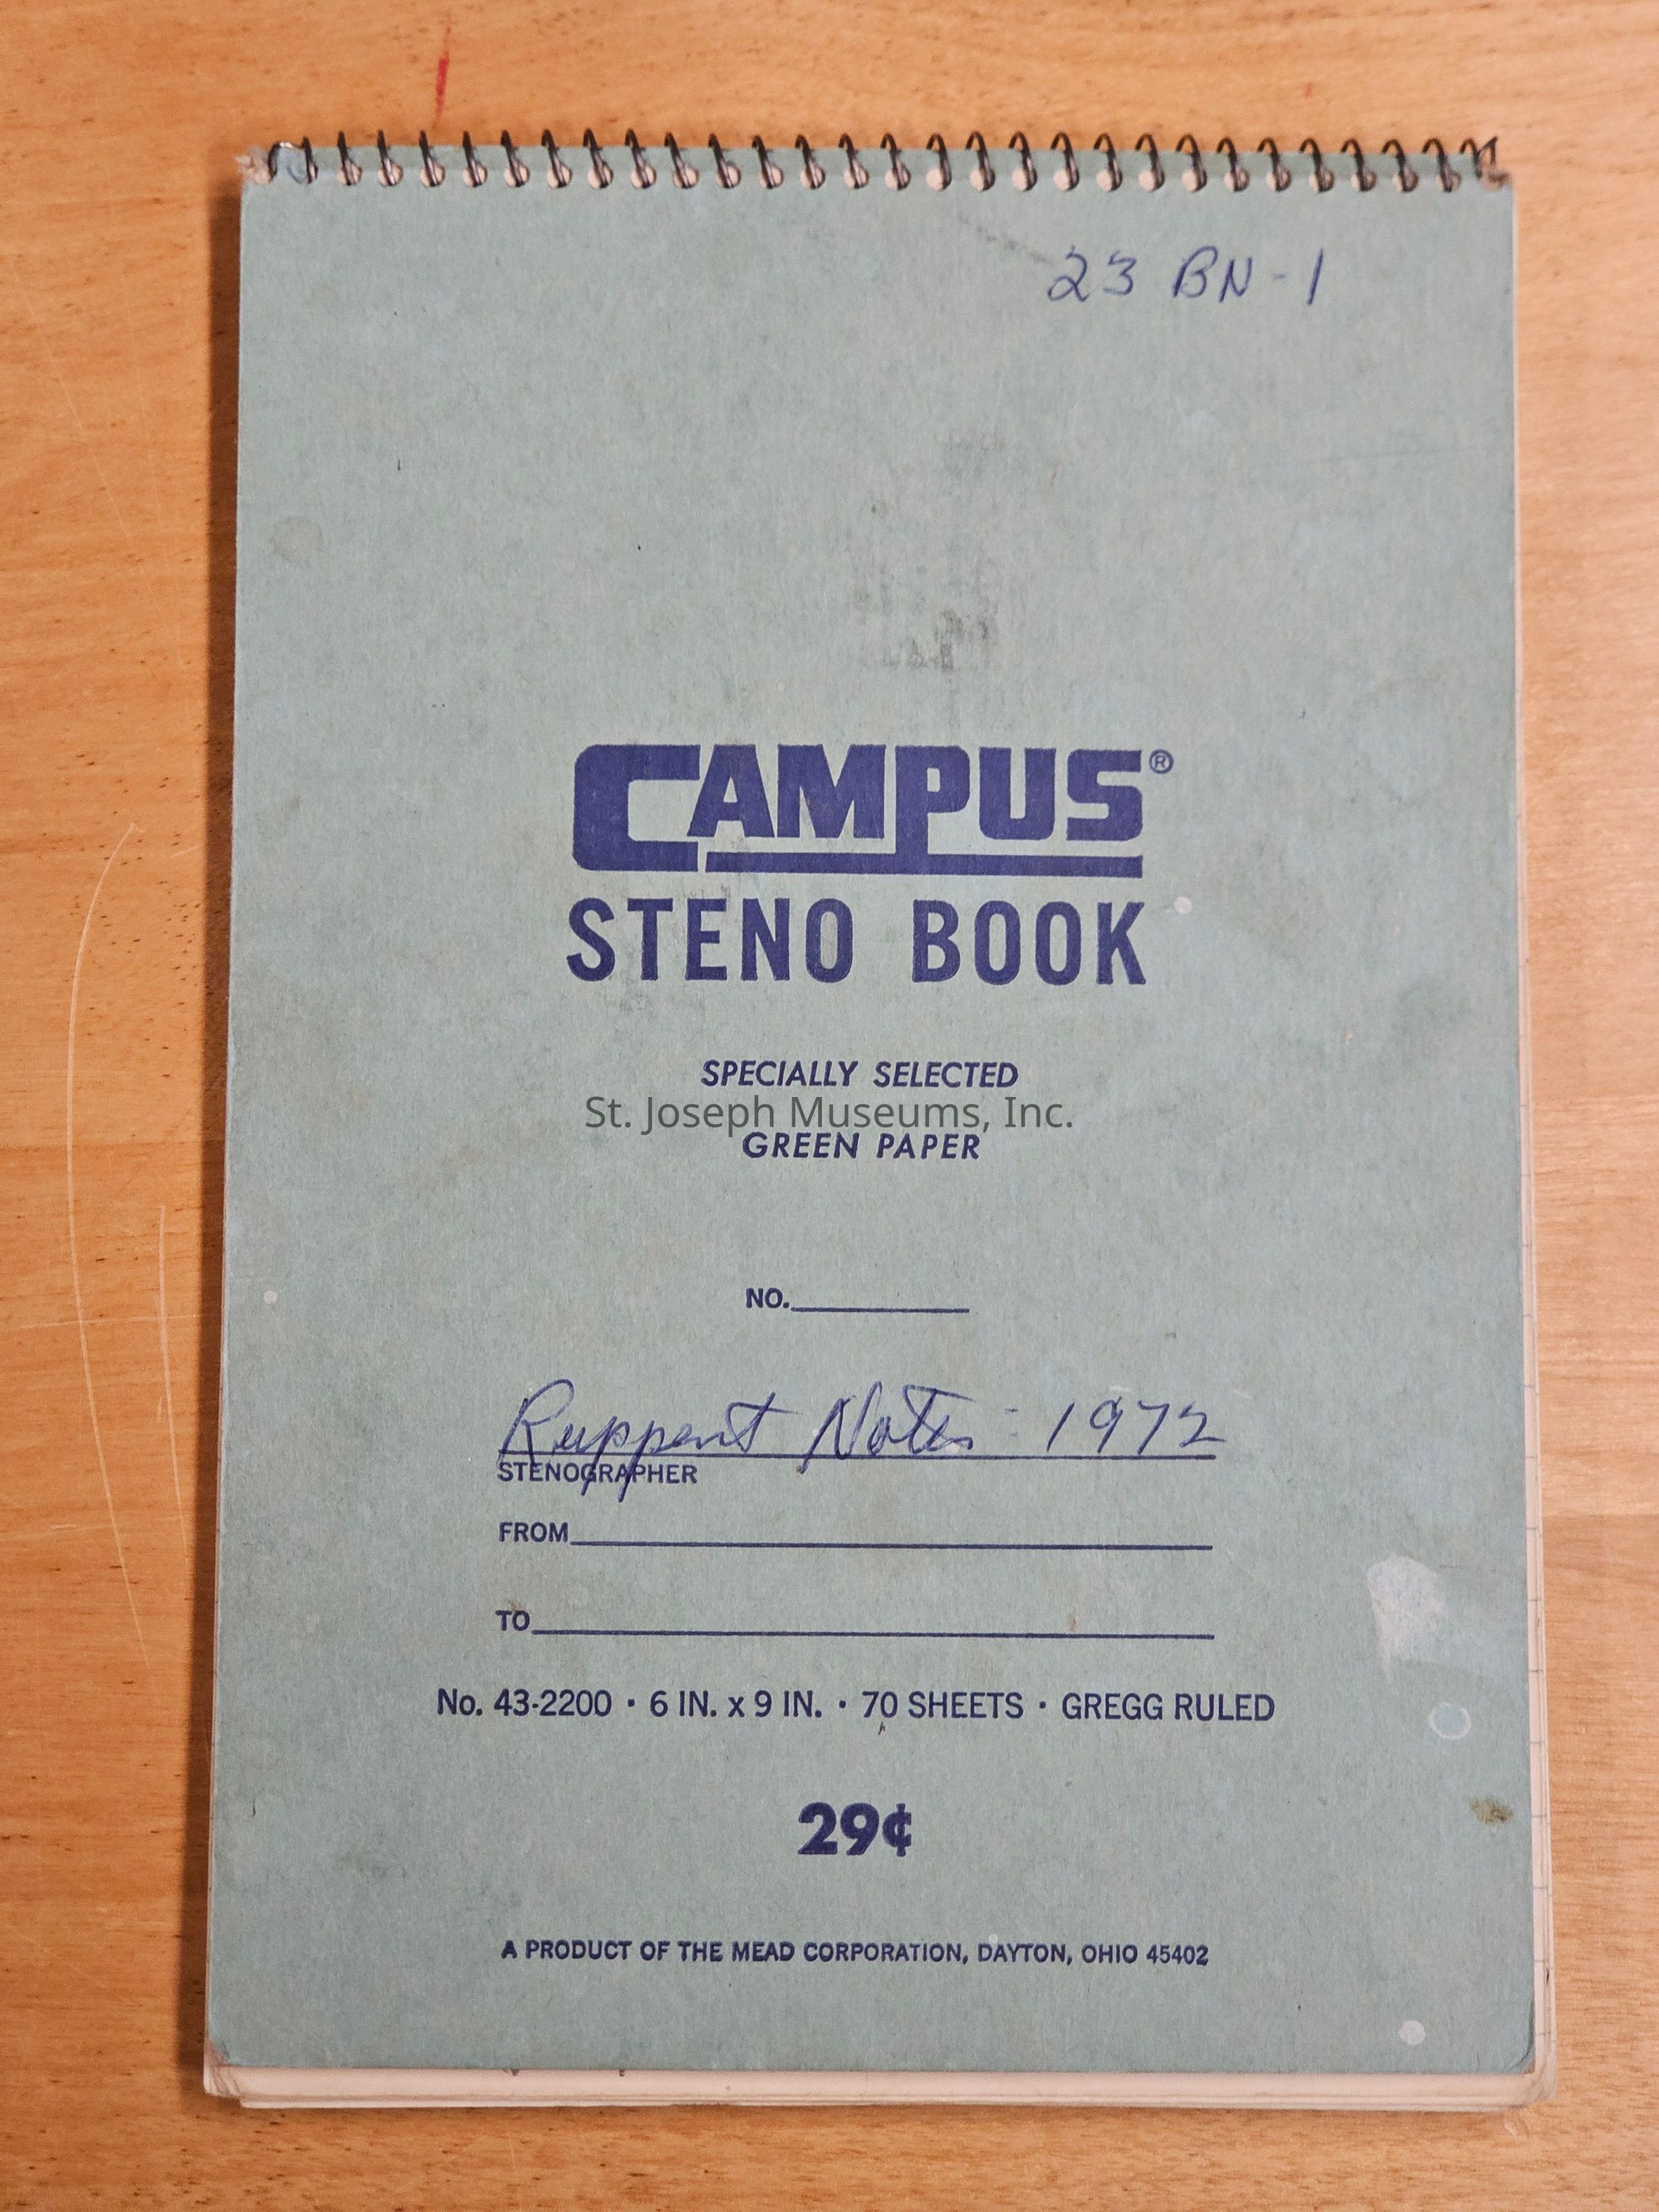 23 BN-1
CAMPUS®
STENO BOOK
SPECIALLY SELECTED
St. Joseph Museums, Inc.
GREEN PAPER
NO.
Ruppert Notes - 1972
STENOGRAPHER
FROM
TO
No. 43-2200 · 6 IN. x 9 IN. · 70 SHEETS · GREGG RULED
29¢
A PRODUCT OF THE MEAD CORPORATION, DAYTON, OHIO 45402